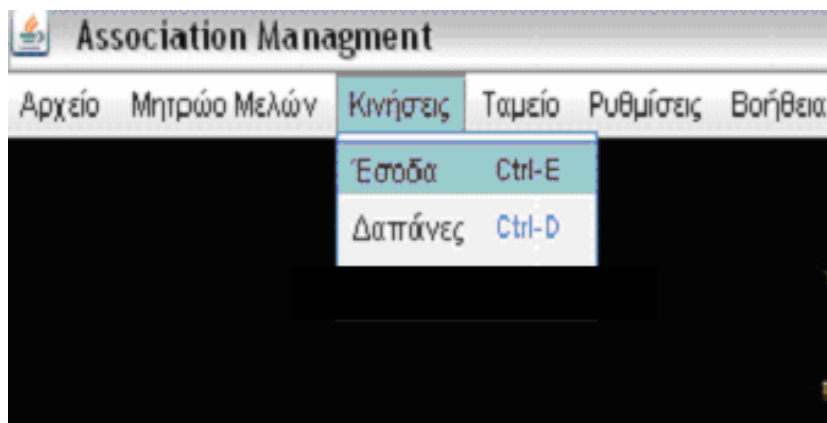 Association Managment
Αρχείο Μητρώο Μελών Κινήσεις Ταμείο Ρυθμίσεις Βοήθεια
Έσοδα Ctrl-E
Δαπάνες Ctrl-D